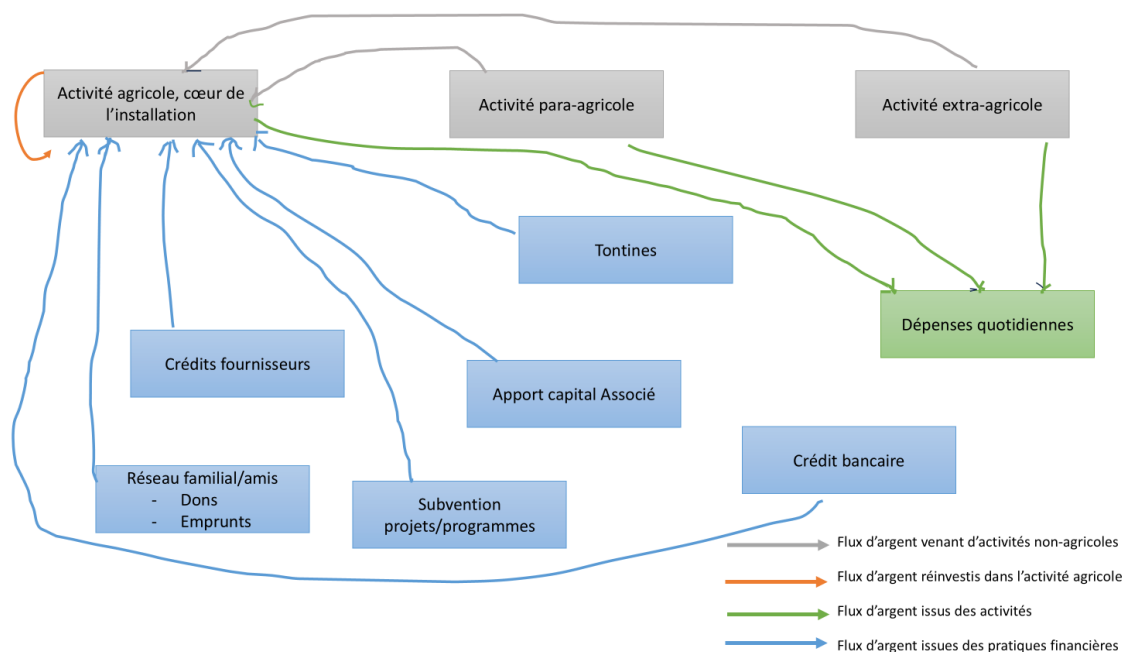 Activité agricole, cœur de
l'installation
Activité para-agricole
Activité extra-agricole
Tontines
Dépenses quotidiennes
Crédits fournisseurs
Apport capital Associé
Crédit bancaire
Réseau familial/amis
- Dons
- Emprunts
Subvention
projets/programmes
Flux d'argent venant d'activités non-agricoles
Flux d'argent réinvestis dans l'activité agricole
Flux d'argent issus des activités
Flux d'argent issues des pratiques financières